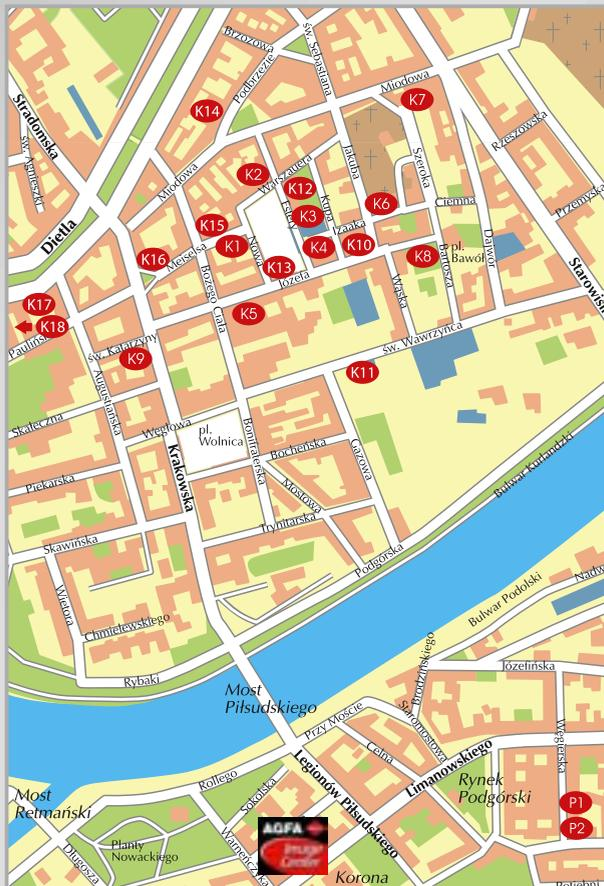 Brzozowa
Podbrzezie
św. Sebastiana
Stradomska
św. Agnieszki
K14
Miodowa
K7
Rzeszowska
Przemyska
Jakuba
Szeroka
K2
Warszauera
K12
K3
Kupa
Estery
K6
Ciemna
Miodowa
Dietla
K15
K1
Nowa
K4
Izaaka
K10
K16
Meiselsa
K13
Józefa
K8
pl.
Bawół
Bartosza
Dajwór
Starowiśl
K17
K18
Paulińska
K5
Bożego Ciała
Wąska
św. Katarzyny
K9
św. Wawrzyńca
K11
Augustiańska
Skałeczna
Węgłowa
pl.
Wolnica
Krakowska
Bonifraterska
Bocheńska
Gazowa
Mostowa
Piekarska
Trynitarska
Skawińska
Podgórska
Bulwar Kurlandzki
Wietora
Chmielewskiego
Rybaki
Bulwar Podolski
Nadw
Most
Piłsudskiego
Brodzińskiego
Józefińska
Przy Moście
Staromostowa
Celna
Węgierska
Legionów Piłsudskiego
Limanowskiego
Rynek
Podgórski
Rollego
Sokolska
Most
Retmański
P1
P2
Planty
Nowackiego
Długosza
Warneńczyka
AGFA
Image
Center
Korona